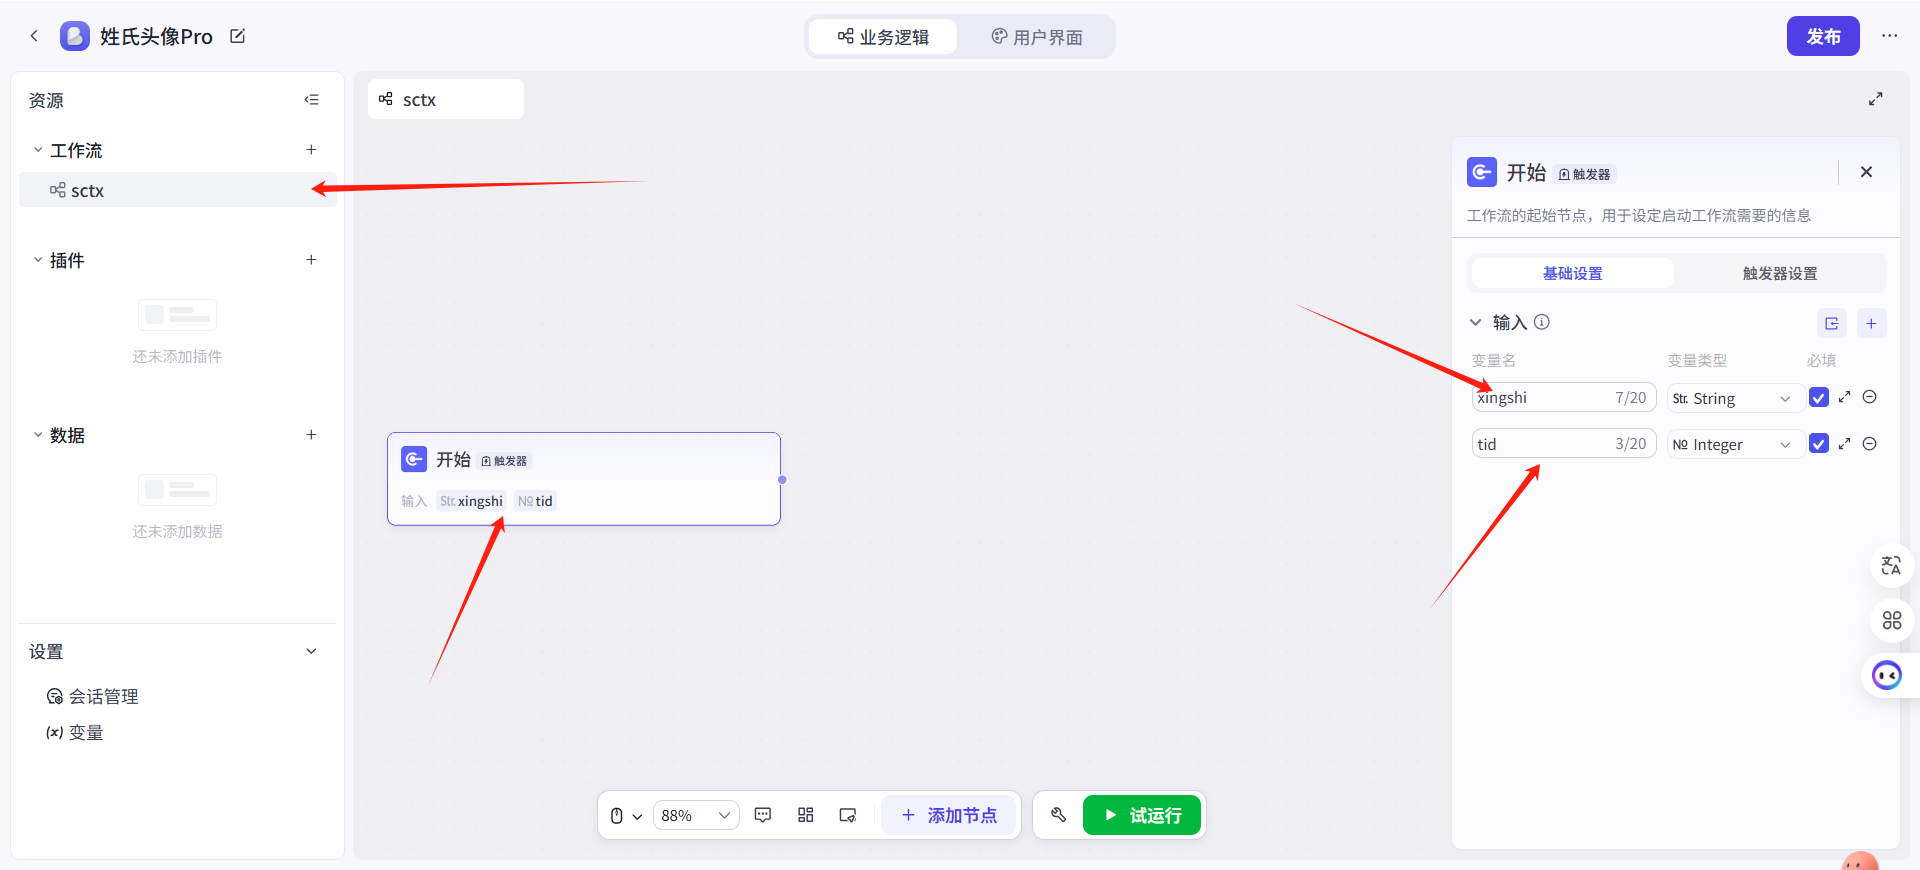 姓氏头像Pro
业务逻辑
用户界面
发布
资源
工作流
sctx
插件
还未添加插件
数据
还未添加数据
设置
会话管理
(x) 变量
sctx
开始 触发器
输入 Str. xingshi № tid
88%
添加节点
试运行
开始 触发器
工作流的起始节点，用于设定启动工作流需要的信息
基础设置 触发器设置
输入
变量名 变量类型 必填
xingshi 7/20 Str. String
tid 3/20 № Integer